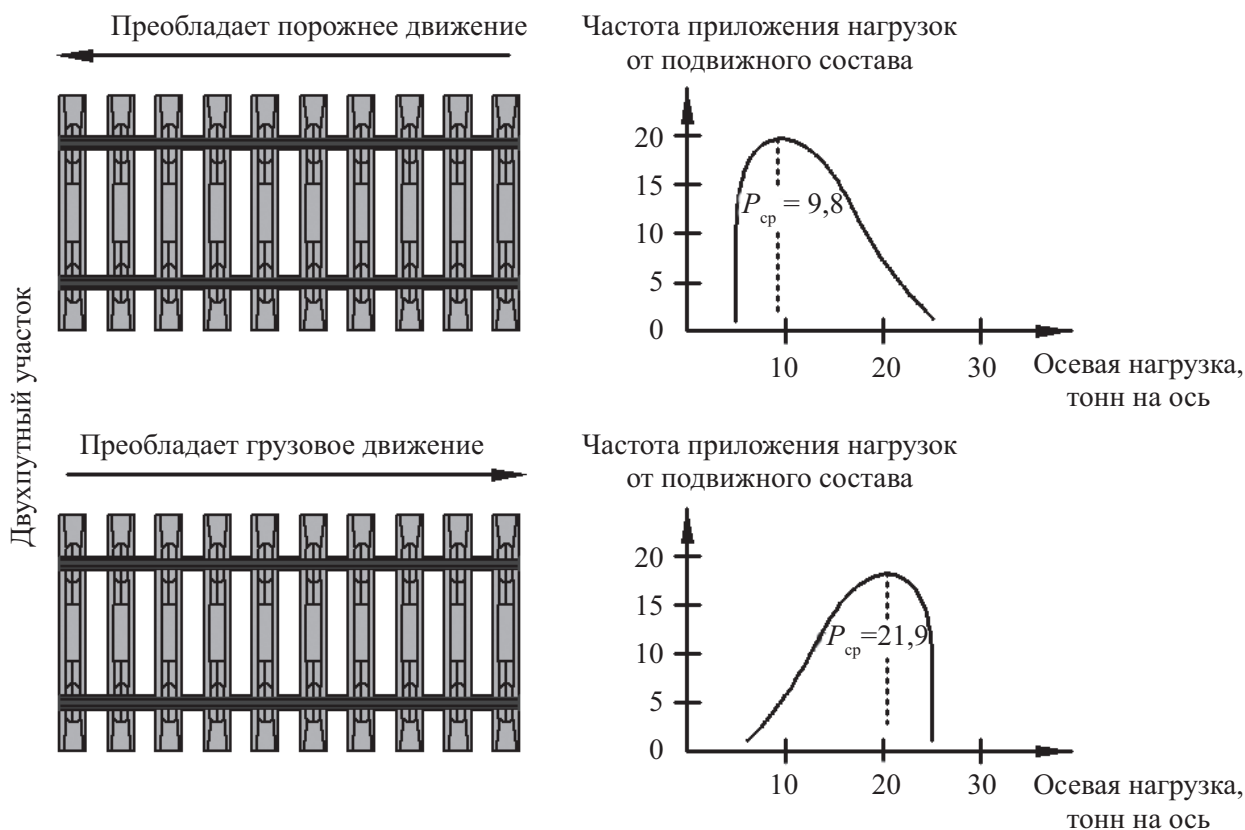 Двухпутный участок
Преобладает порожнее движение
Частота приложения нагрузок
от подвижного состава
20
15
10
5
0
Pср = 9,8
10 20 30
Осевая нагрузка,
тонн на ось
Преобладает грузовое движение
Частота приложения нагрузок
от подвижного состава
20
15
10
5
0
Pср=21,9
10 20 30
Осевая нагрузка,
тонн на ось